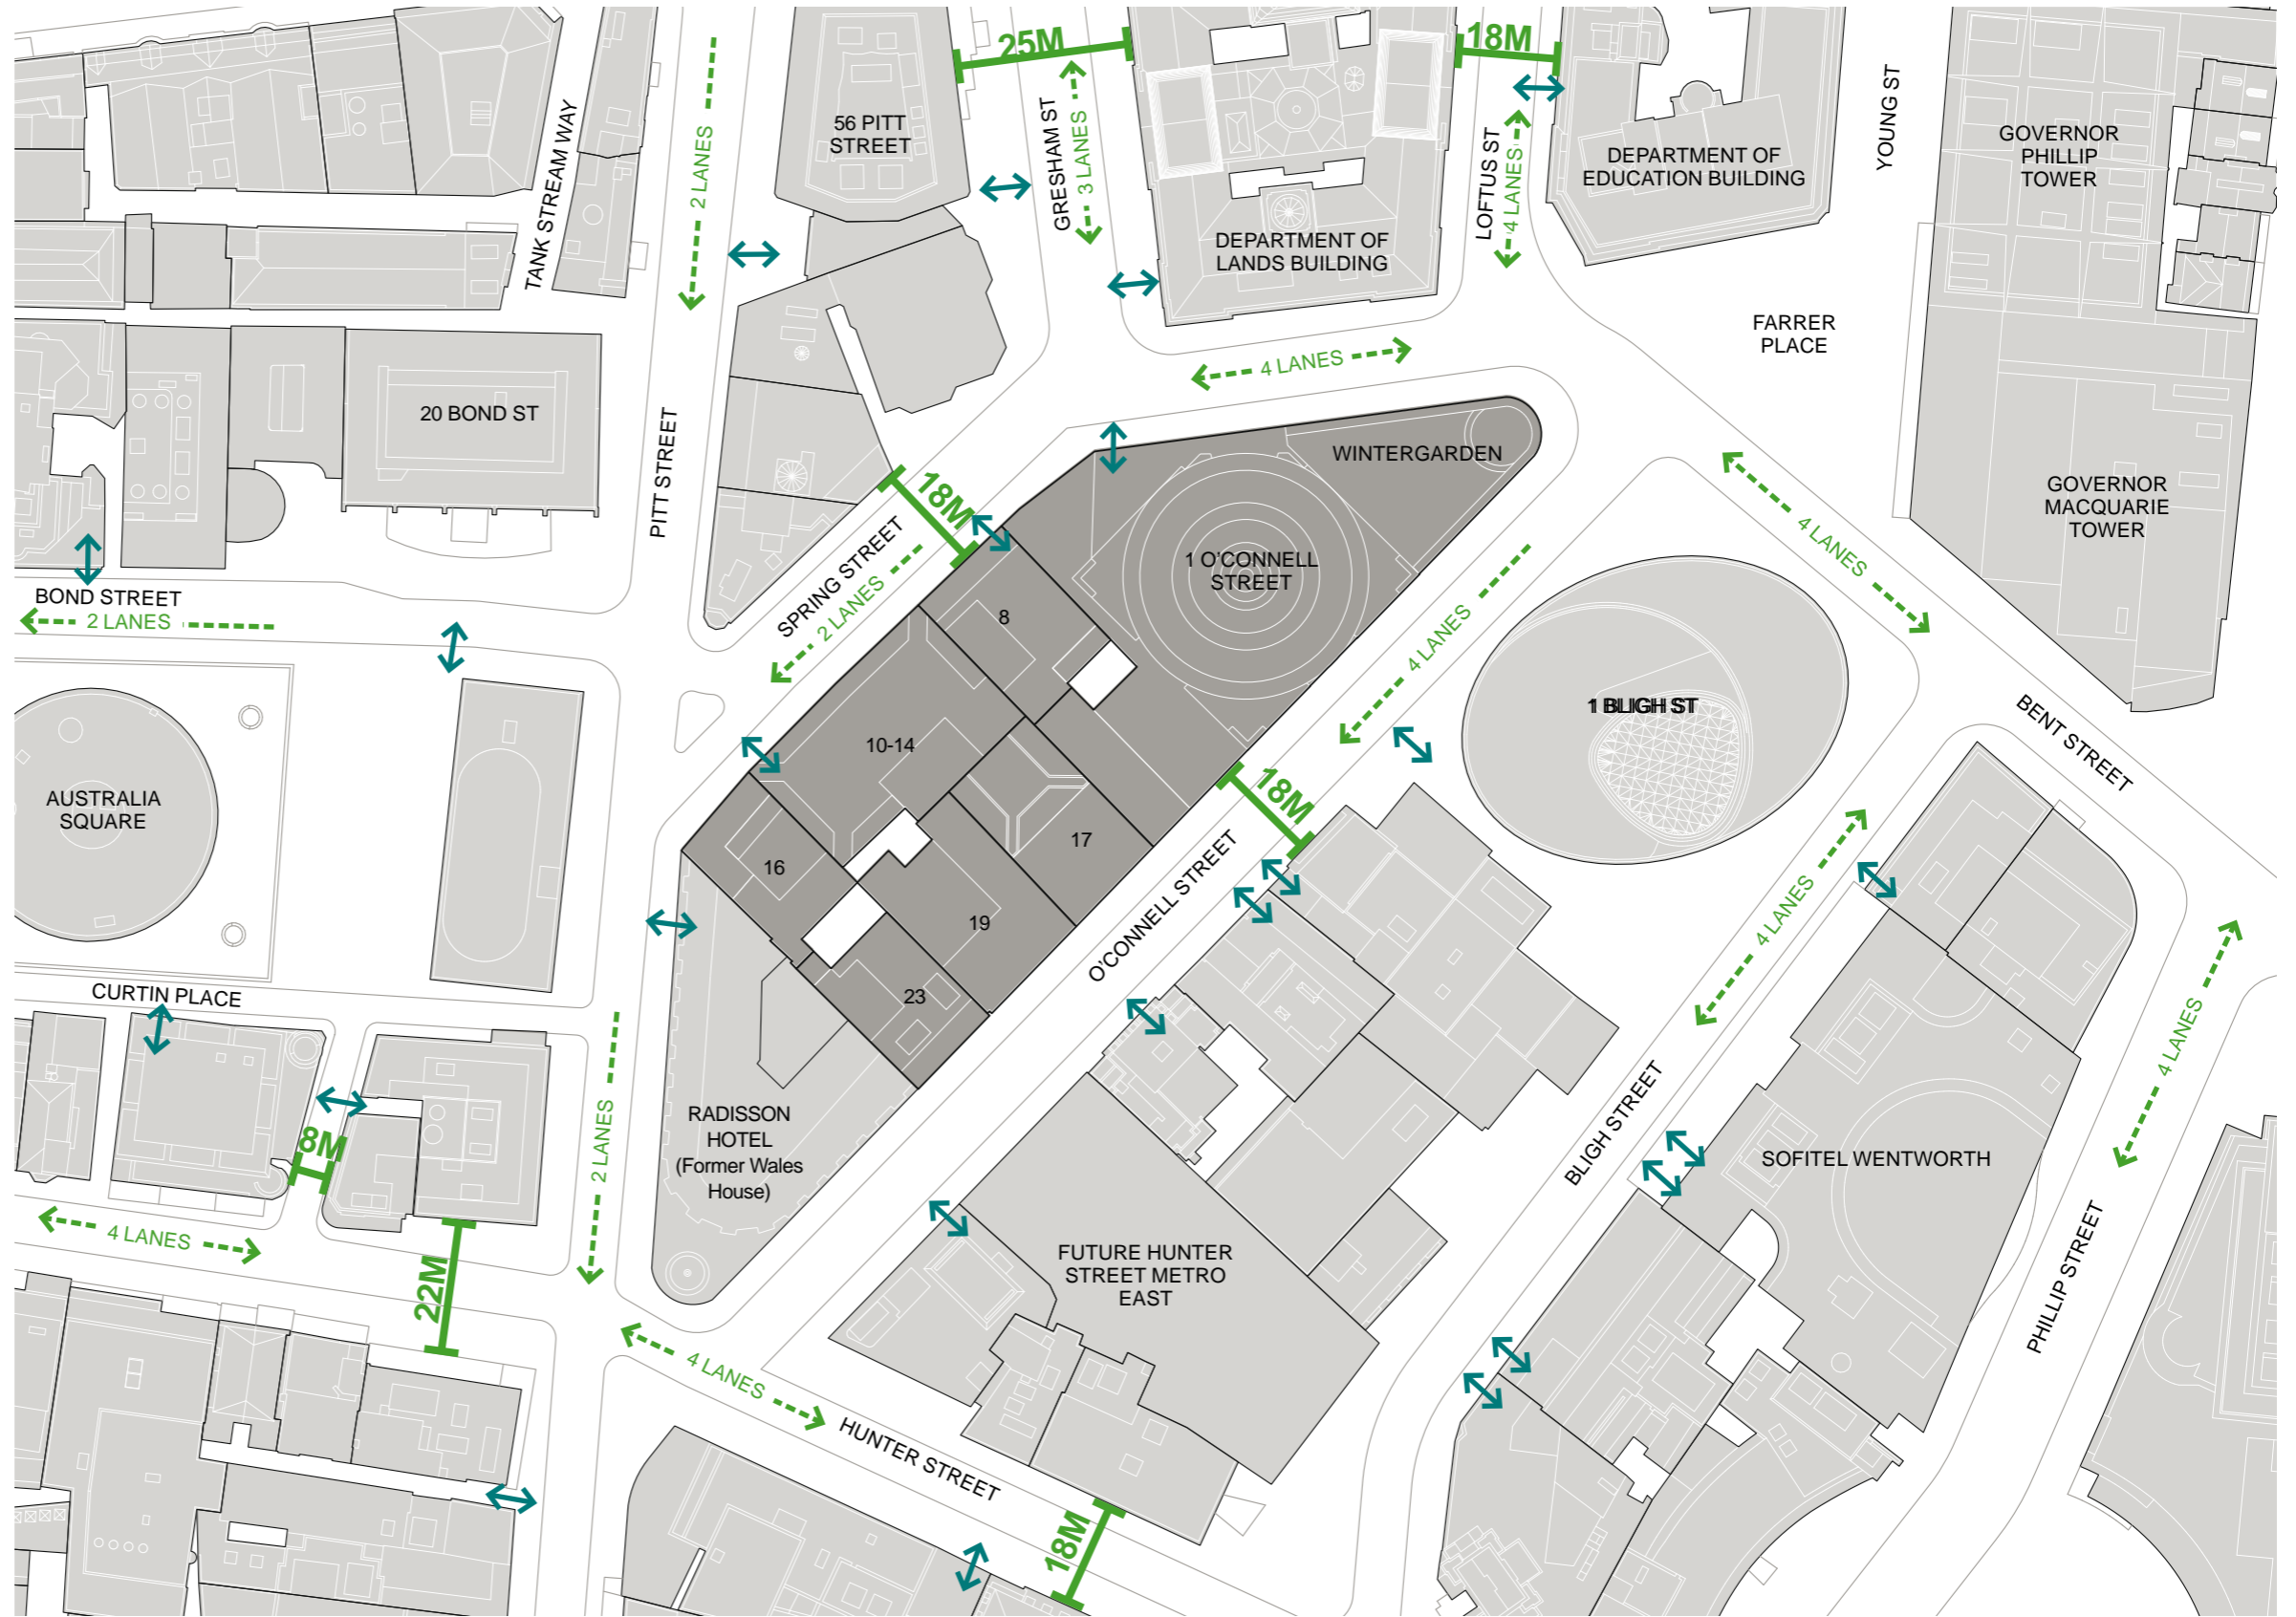 25M
18M
56 PITT
STREET
TANK STREAM WAY
2 LANES
GRESHAM ST
3 LANES
LOFTUS ST
4 LANES
DEPARTMENT OF
EDUCATION BUILDING
YOUNG ST
GOVERNOR
PHILLIP
TOWER
DEPARTMENT OF
LANDS BUILDING
FARRER
PLACE
4 LANES
20 BOND ST
PITT STREET
WINTERGARDEN
GOVERNOR
MACQUARIE
TOWER
18M
SPRING STREET
2 LANES
1 O'CONNELL
STREET
4 LANES
4 LANES
BOND STREET
2 LANES
8
1 BLIGH ST
BENT STREET
10-14
AUSTRALIA
SQUARE
18M
17
16
O'CONNELL STREET
4 LANES
19
CURTIN PLACE
23
4 LANES
8M
2 LANES
RADISSON
HOTEL
(Former Wales
House)
BLIGH STREET
SOFITEL WENTWORTH
4 LANES
22M
FUTURE HUNTER
STREET METRO
EAST
PHILLIP STREET
4 LANES
HUNTER STREET
18M